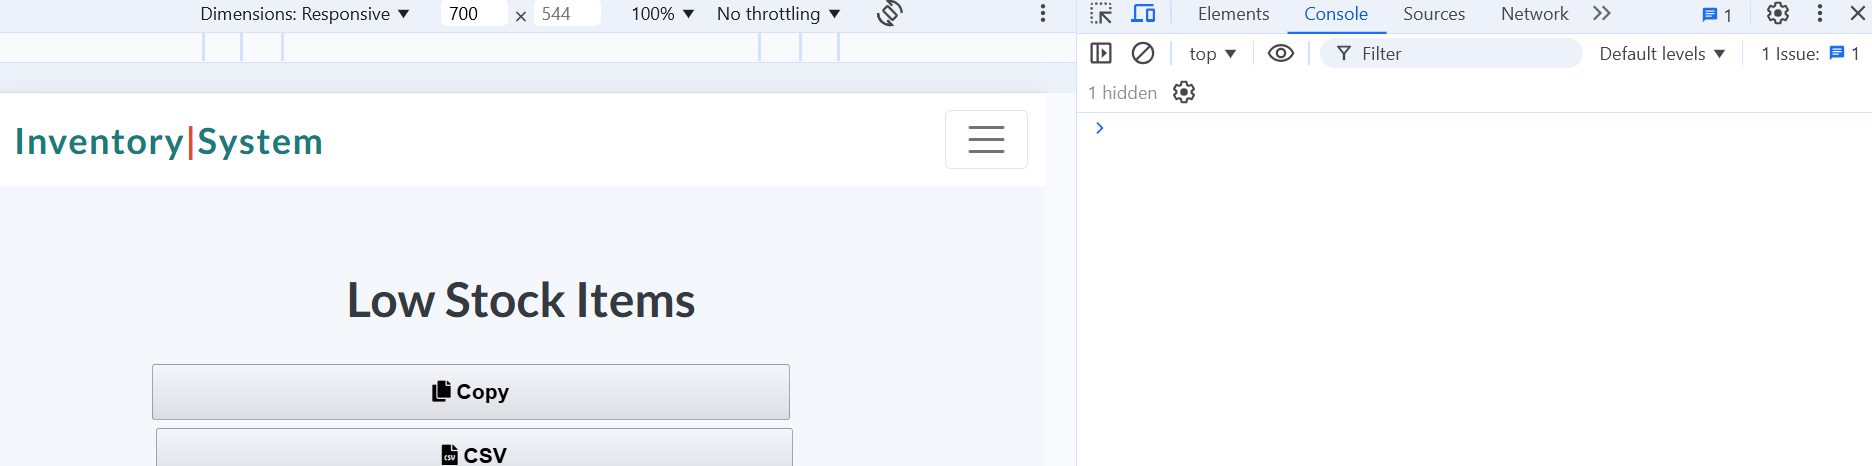 Dimensions: Responsive ▼ 700 × 544 100% ▼ No throttling ▼
Elements Console Sources Network 1
top ▼ Filter Default levels ▼ 1 Issue: 1
1 hidden
Inventory|System
Low Stock Items
Copy
CSV